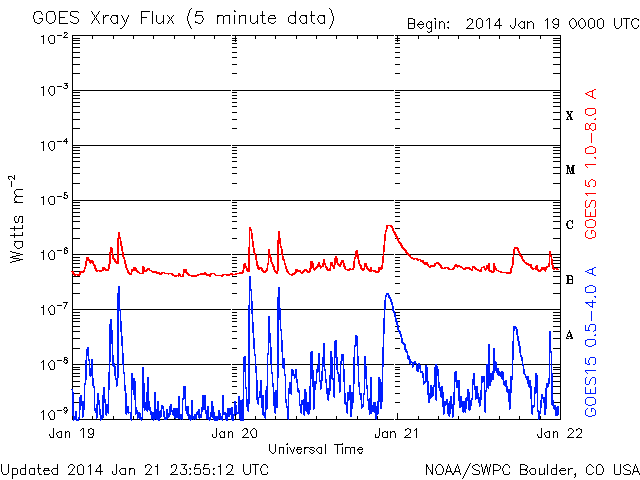 GOES Xray Flux (5 minute data)
Begin: 2014 Jan 19 0000 UTC
10⁻²
10⁻³
10⁻⁴
10⁻⁵
10⁻⁶
10⁻⁷
10⁻⁸
10⁻⁹
Watts m⁻²
X
M
C
B
A
GOES15 1.0-8.0 A
GOES15 0.5-4.0 A
Jan 19
Jan 20
Jan 21
Jan 22
Universal Time
Updated 2014 Jan 21 23:55:12 UTC
NOAA/SWPC Boulder, CO USA